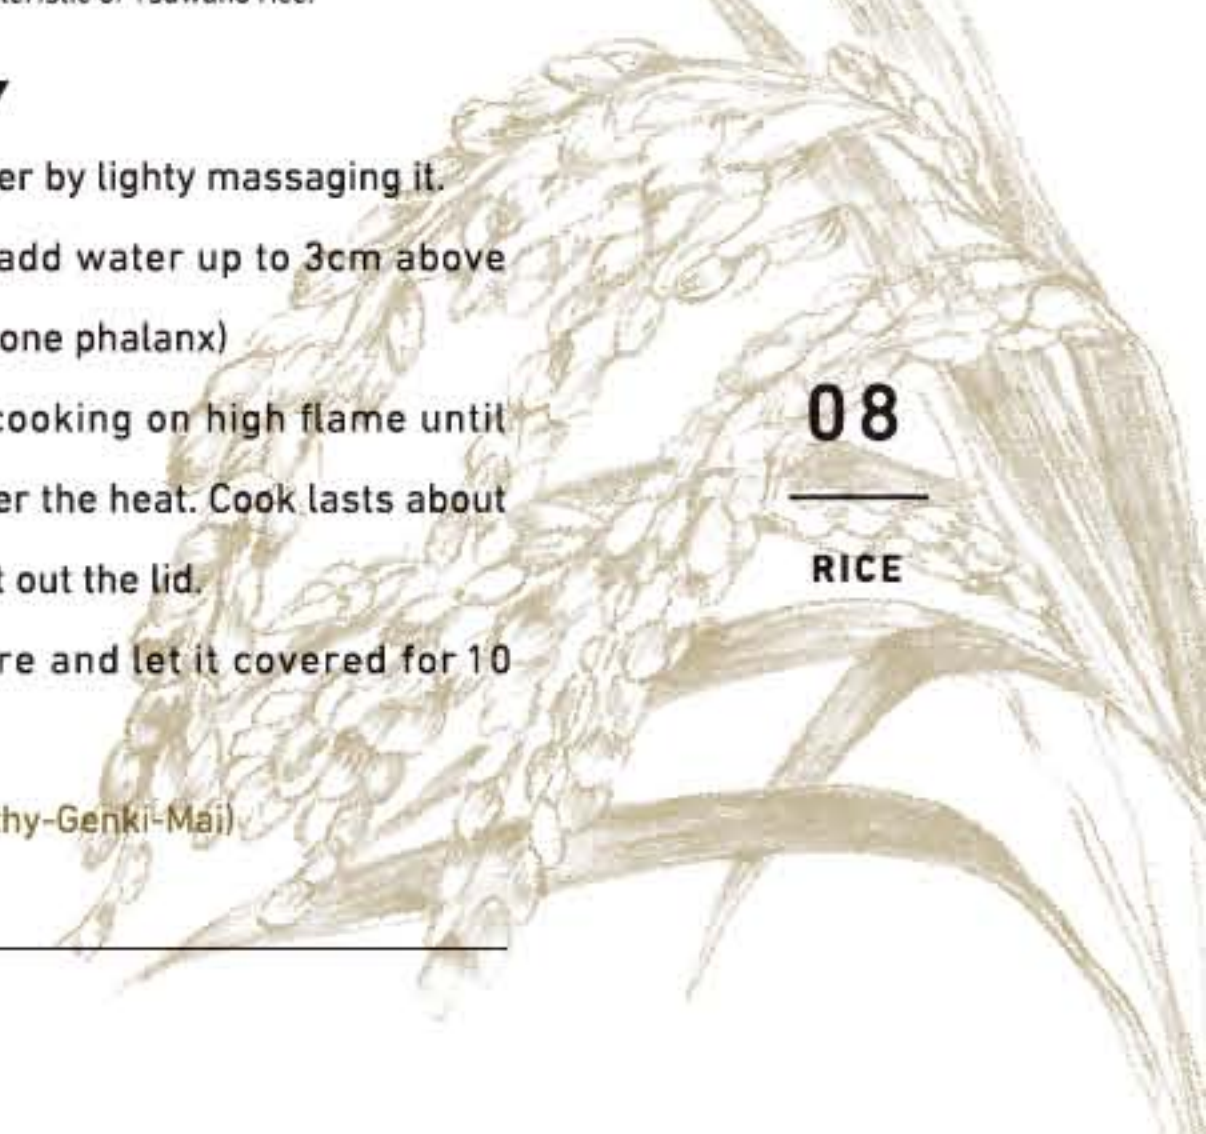 Y
er by lighty massaging it.
add water up to 3cm above
one phalanx)
cooking on high flame until
er the heat. Cook lasts about
t out the lid.
re and let it covered for 10
hy-Genki-Mai)
08
RICE